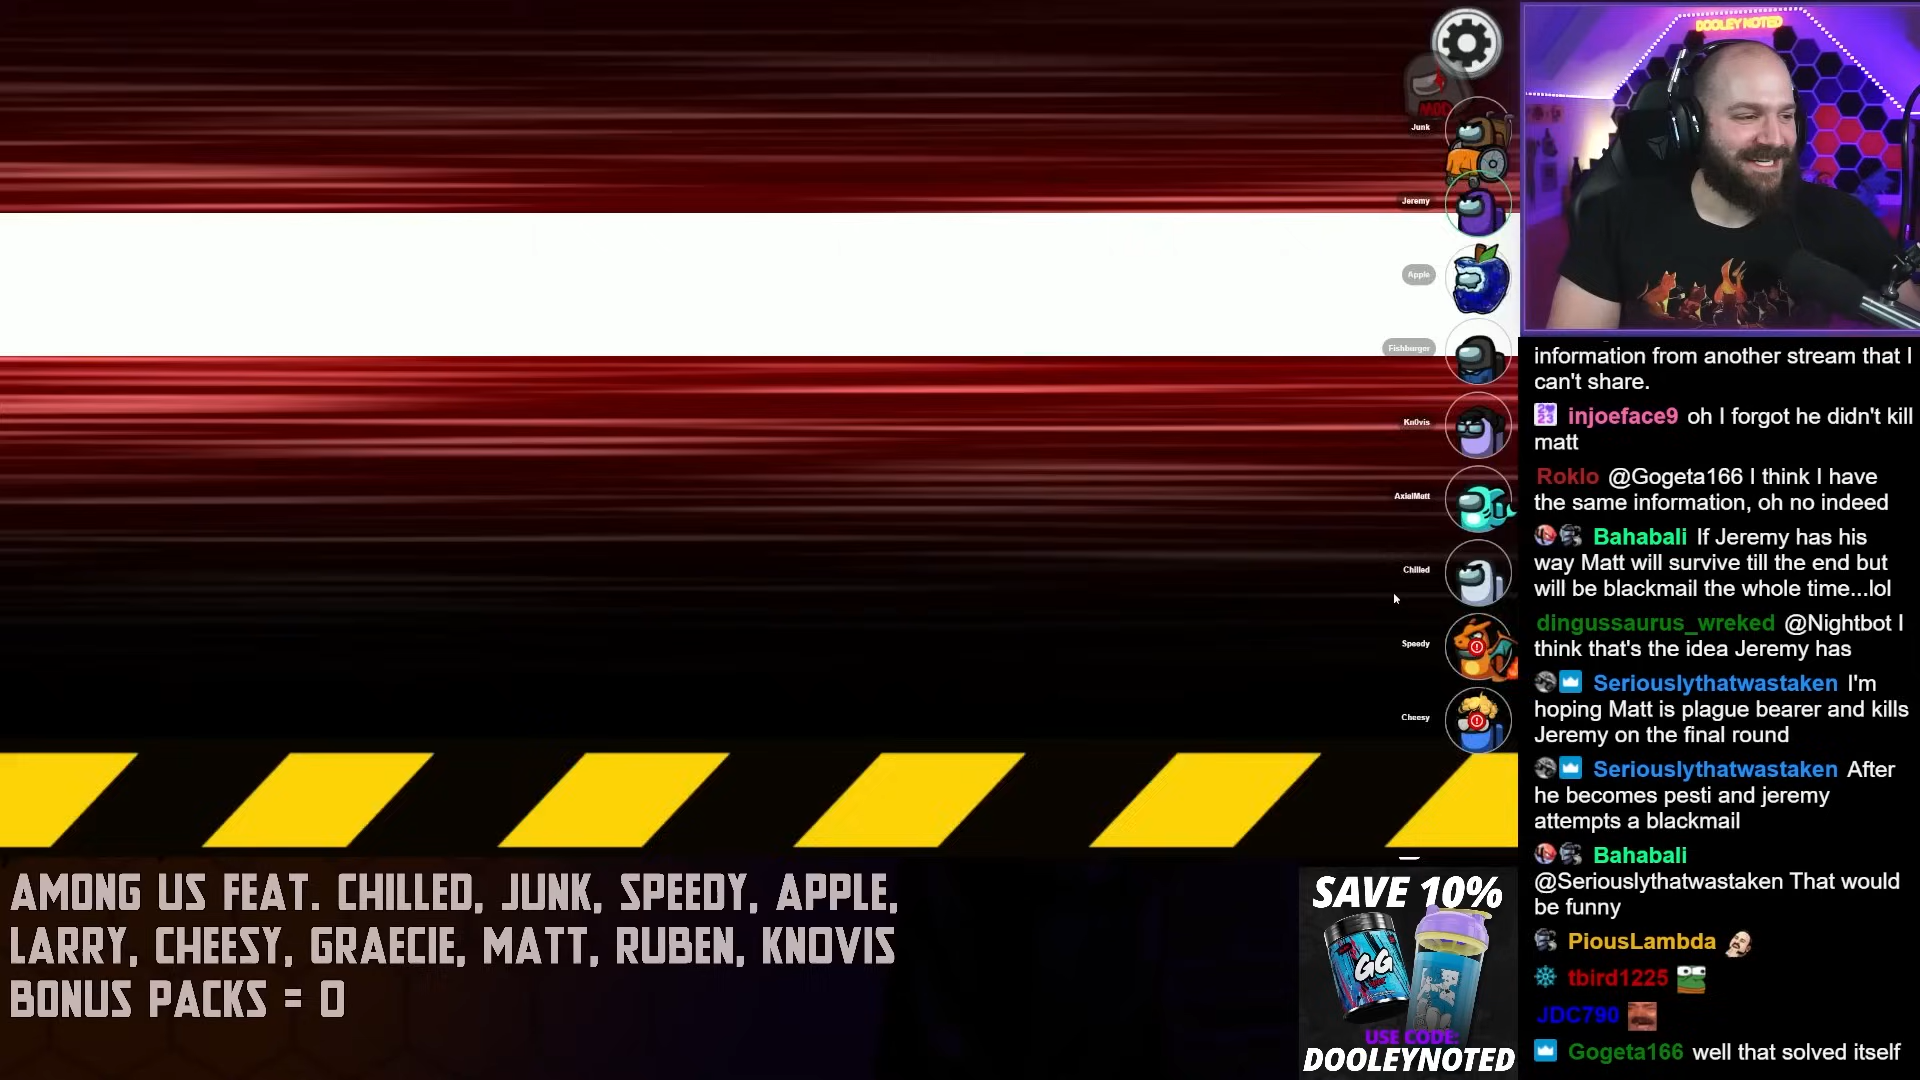 DOOLEY NOTED
MOD
Junk
Jeremy
Apple
Fishburger
Kn0vis
AxialMatt
Chilled
Speedy
Cheesy
information from another stream that I
can't share.
injoeface9 oh I forgot he didn't kill
matt
Roklo @Gogeta166 I think I have
the same information, oh no indeed
Bahabali If Jeremy has his
way Matt will survive till the end but
will be blackmail the whole time...lol
dingussaurus_wreked @Nightbot I
think that's the idea Jeremy has
Seriouslythatwastaken I'm
hoping Matt is plague bearer and kills
Jeremy on the final round
Seriouslythatwastaken After
he becomes pesti and jeremy
attempts a blackmail
Bahabali
@Seriouslythatwastaken That would
be funny
PiousLambda
tbird1225
JDC790
Gogeta166 well that solved itself
AMONG US FEAT. CHILLED, JUNK, SPEEDY, APPLE,
LARRY, CHEESY, GRAECIE, MATT, RUBEN, KNOVIS
BONUS PACKS = 0
SAVE 10%
GG
USE CODE:
DOOLEYNOTED